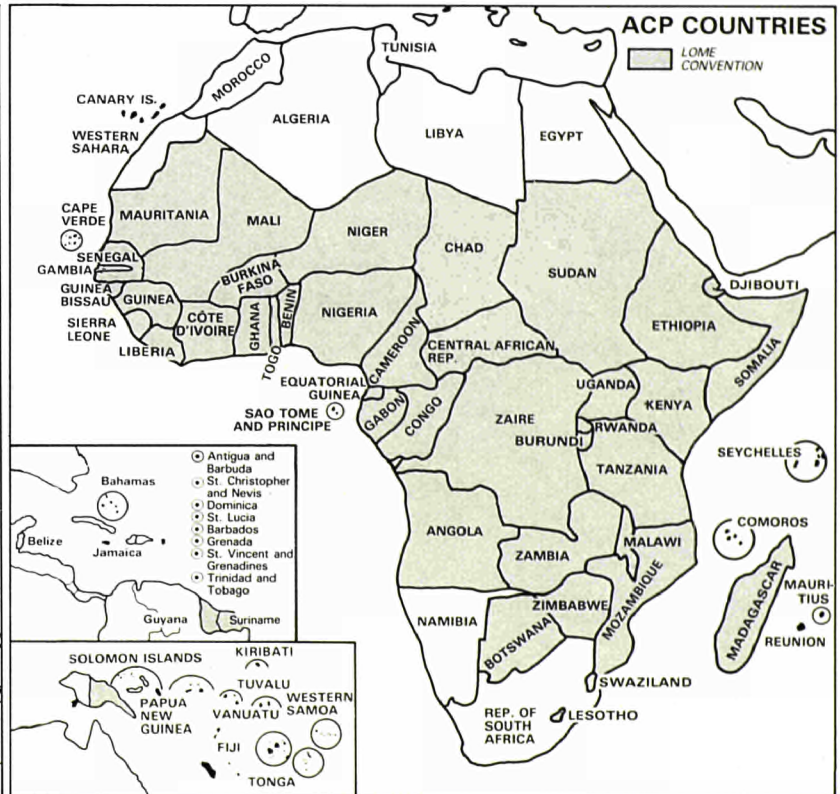 ACP COUNTRIES
LOME
CONVENTION
TUNISIA
MOROCCO
CANARY IS.
ALGERIA
LIBYA
EGYPT
WESTERN
SAHARA
CAPE
VERDE
MAURITANIA
MALI
NIGER
CHAD
SUDAN
SENEGAL
GAMBIA
GUINEA
BISSAU
GUINEA
BURKINA
FASO
DJIBOUTI
SIERRA
LEONE
CÔTE
D'IVOIRE
GHANA
BENIN
NIGERIA
ETHIOPIA
LIBERIA
TOGO
CAMEROON
CENTRAL AFRICAN
REP.
SOMALIA
EQUATORIAL
GUINEA
UGANDA
KENYA
SAO TOME
AND PRINCIPE
GABON
CONGO
ZAIRE
RWANDA
BURUNDI
SEYCHELLES
TANZANIA
COMOROS
ANGOLA
ZAMBIA
MALAWI
MOZAMBIQUE
MADAGASCAR
MAURI-
TIUS
REUNION
NAMIBIA
ZIMBABWE
BOTSWANA
SWAZILAND
LESOTHO
REP. OF
SOUTH
AFRICA
Bahamas
Antigua and
Barbuda
St. Christopher
and Nevis
Dominica
St. Lucia
Barbados
Grenada
St. Vincent and
Grenadines
Trinidad and
Tobago
Belize
Jamaica
Guyana
Suriname
SOLOMON ISLANDS
KIRIBATI
TUVALU
PAPUA
NEW
GUINEA
VANUATU
WESTERN
SAMOA
FIJI
TONGA